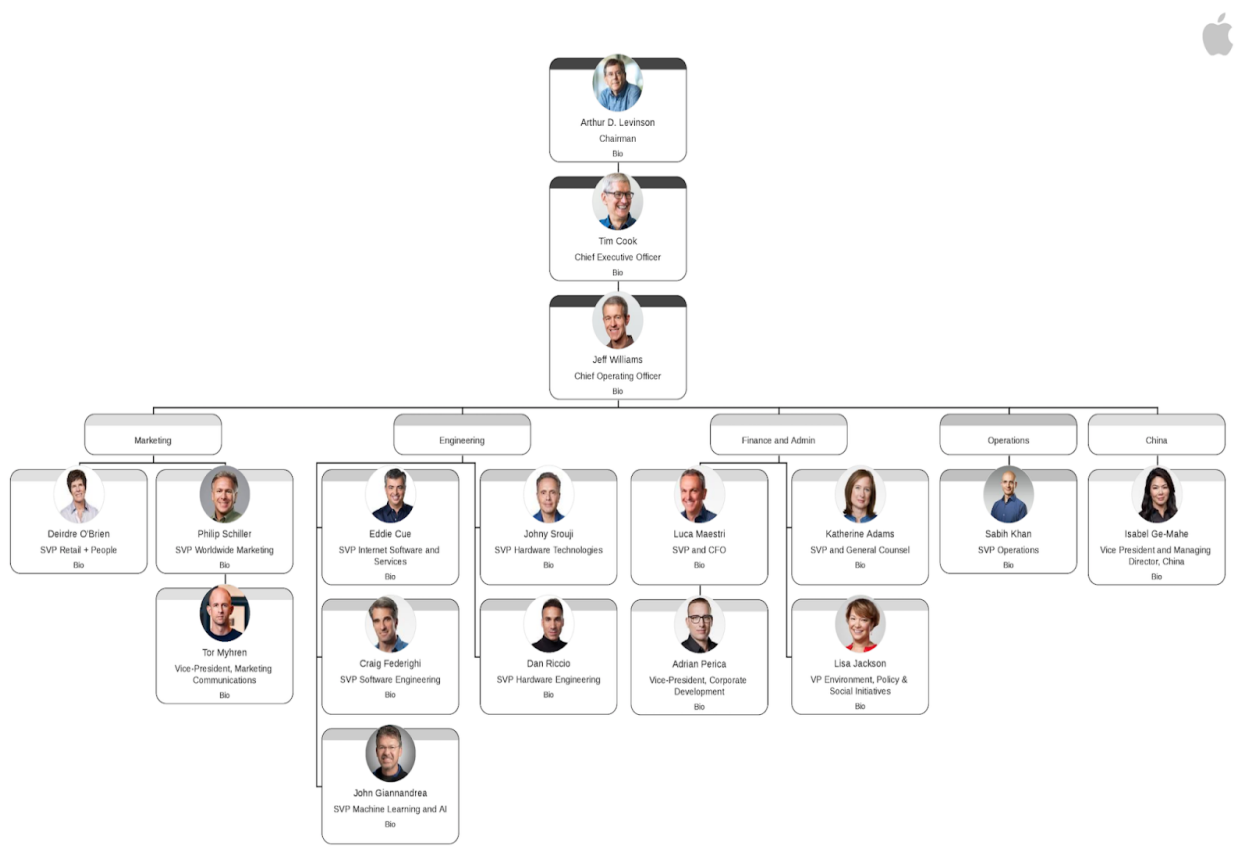 Arthur D. Levinson
Chairman
Bio
Tim Cook
Chief Executive Officer
Bio
Jeff Williams
Chief Operating Officer
Bio
Marketing
Engineering
Finance and Admin
Operations
China
Deirdre O'Brien
SVP Retail + People
Bio
Philip Schiller
SVP Worldwide Marketing
Bio
Eddie Cue
SVP Internet Software and
Services
Bio
Johny Srouji
SVP Hardware Technologies
Bio
Luca Maestri
SVP and CFO
Bio
Katherine Adams
SVP and General Counsel
Bio
Sabih Khan
SVP Operations
Bio
Isabel Ge-Mahe
Vice President and Managing
Director, China
Bio
Tor Myhren
Vice-President, Marketing
Communications
Bio
Craig Federighi
SVP Software Engineering
Bio
Dan Riccio
SVP Hardware Engineering
Bio
Adrian Perica
Vice-President, Corporate
Development
Bio
Lisa Jackson
VP Environment, Policy &
Social Initiatives
Bio
John Giannandrea
SVP Machine Learning and AI
Bio